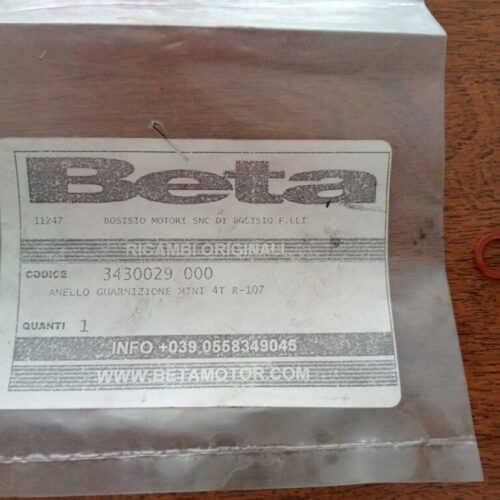 Beta
11247 BOSISIO MOTORI SNC DI BOSISIO F.LLI
RICAMBI ORIGINALI
CODICE 3430029 000
ANELLO GUARNIZIONE MINI 4T R-107
QUANTI 1
INFO +039.0558349045
WWW.BETAMOTOR.COM